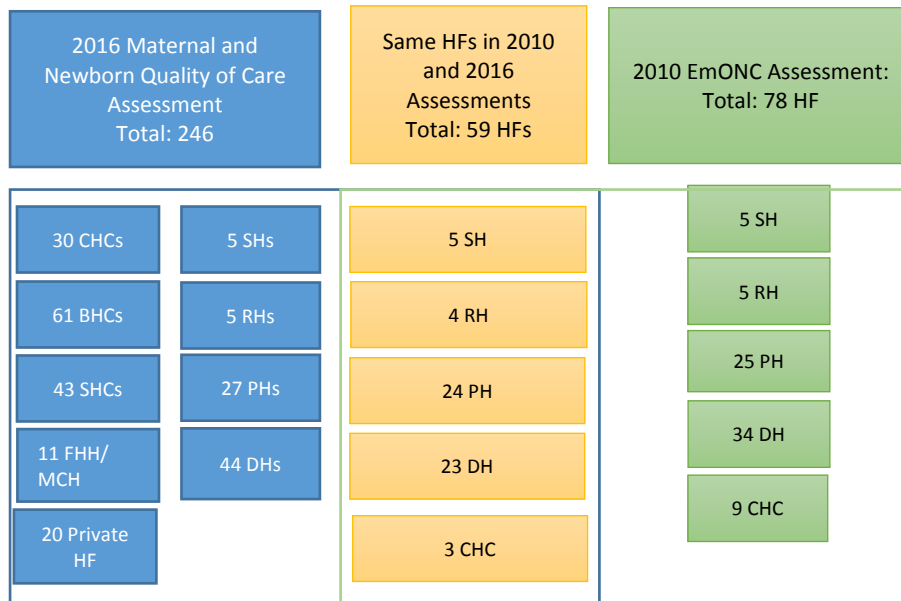 2016 Maternal and
Newborn Quality of Care
Assessment
Total: 246
Same HFs in 2010
and 2016
Assessments
Total: 59 HFs
2010 EmONC Assessment:
Total: 78 HF
30 CHCs
5 SHs
61 BHCs
5 RHs
43 SHCs
27 PHs
11 FHH/
MCH
44 DHs
20 Private
HF
5 SH
4 RH
24 PH
23 DH
3 CHC
5 SH
5 RH
25 PH
34 DH
9 CHC